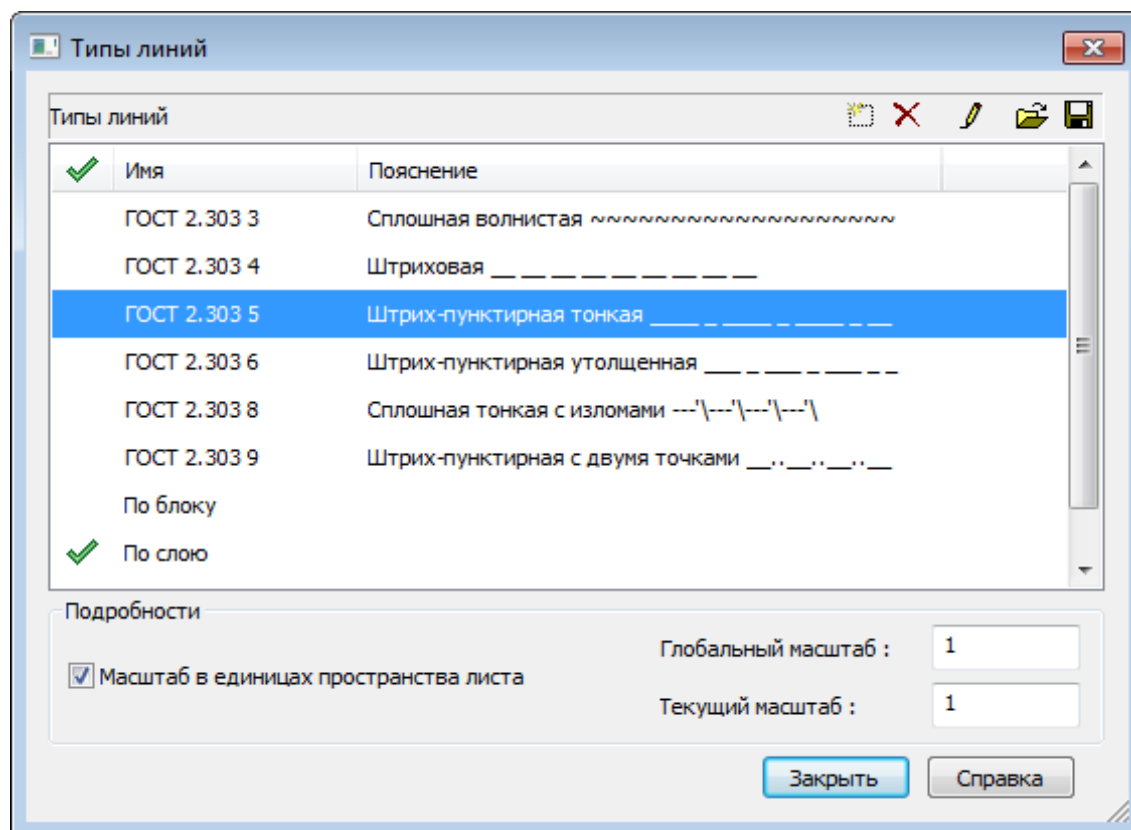 Типы линий
Типы линий
Имя Пояснение
ГОСТ 2.303 3 Сплошная волнистая ~~~~~~~~~~~~~~~~~~~
ГОСТ 2.303 4 Штриховая __ __ __ __ __ __ __ __ __
ГОСТ 2.303 5 Штрих-пунктирная тонкая ____ _ ____ _ ____ _ __
ГОСТ 2.303 6 Штрих-пунктирная утолщенная ___ _ ___ _ ___ _ _
ГОСТ 2.303 8 Сплошная тонкая с изломами ---'\---'\---'\---'\
ГОСТ 2.303 9 Штрих-пунктирная с двумя точками __..__..__..__
По блоку
По слою
Подробности
Масштаб в единицах пространства листа
Глобальный масштаб : 1
Текущий масштаб : 1
Закрыть Справка